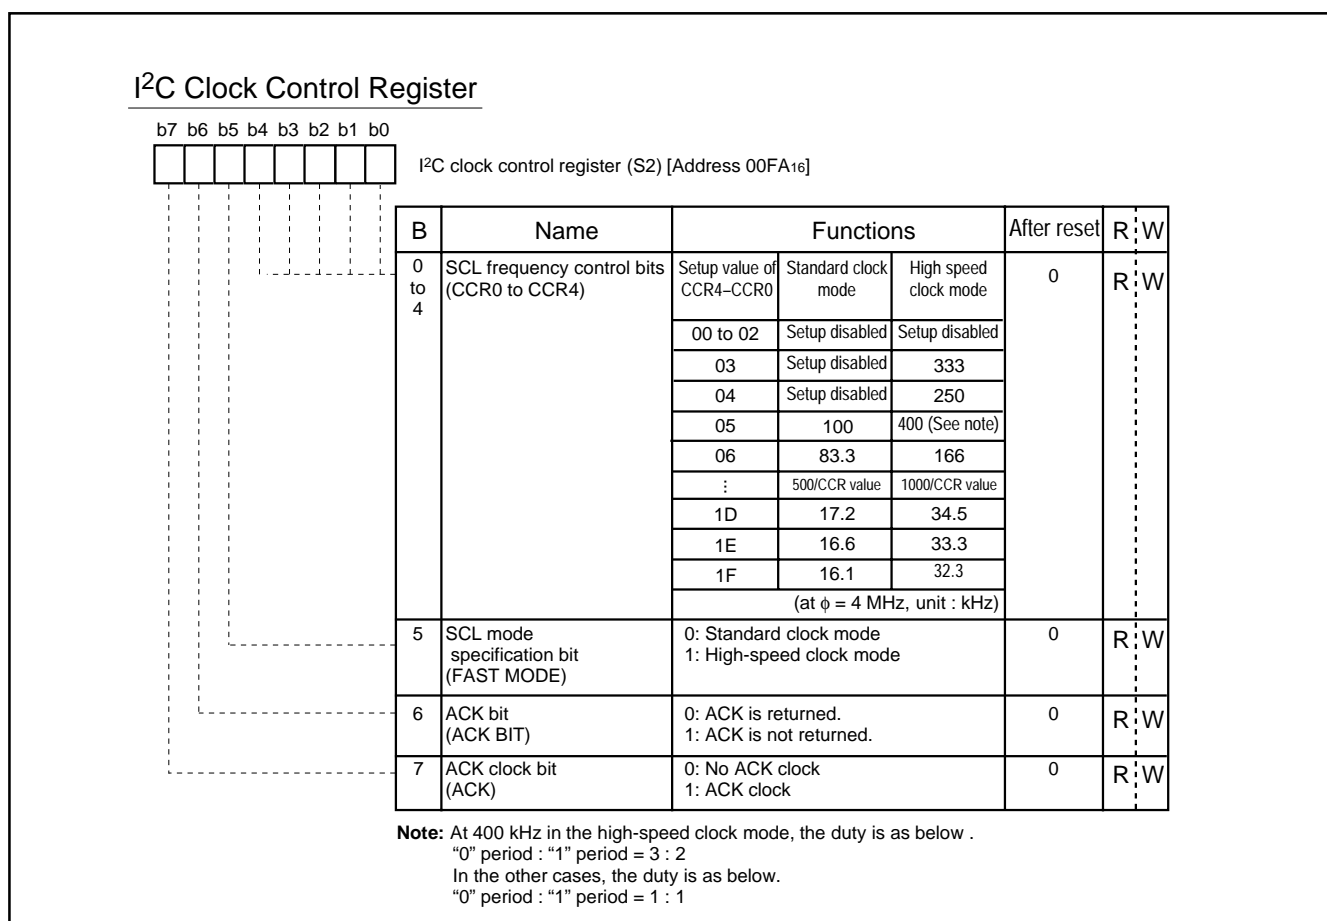 I2C Clock Control Register
b7 b6 b5 b4 b3 b2 b1 b0
I2C clock control register (S2) [Address 00FA16]
B Name Functions After reset R W
0 to 4 SCL frequency control bits (CCR0 to CCR4) 0 R W
Setup value of CCR4–CCR0 Standard clock mode High speed clock mode
00 to 02 Setup disabled Setup disabled
03 Setup disabled 333
04 Setup disabled 250
05 100 400 (See note)
06 83.3 166
⋮ 500/CCR value 1000/CCR value
1D 17.2 34.5
1E 16.6 33.3
1F 16.1 32.3
(at ϕ = 4 MHz, unit : kHz)
5 SCL mode 0: Standard clock mode 0 R W
specification bit 1: High-speed clock mode
(FAST MODE)
6 ACK bit 0: ACK is returned. 0 R W
(ACK BIT) 1: ACK is not returned.
7 ACK clock bit 0: No ACK clock 0 R W
(ACK) 1: ACK clock
Note: At 400 kHz in the high-speed clock mode, the duty is as below .
“0” period : “1” period = 3 : 2
In the other cases, the duty is as below.
“0” period : “1” period = 1 : 1